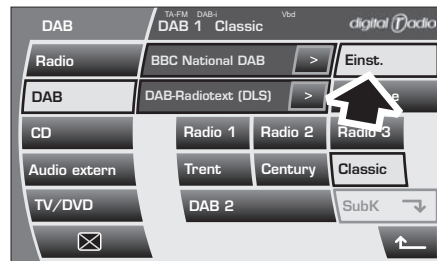 DAB
TA-FM DAB-i Vbd
DAB 1 Classic
digital radio
Radio
BBC National DAB >
Einst.
DAB
DAB-Radiotext (DLS) >
CD
Radio 1 Radio 2 Radio 3
Audio extern
Trent Century Classic
TV/DVD
DAB 2
SubK